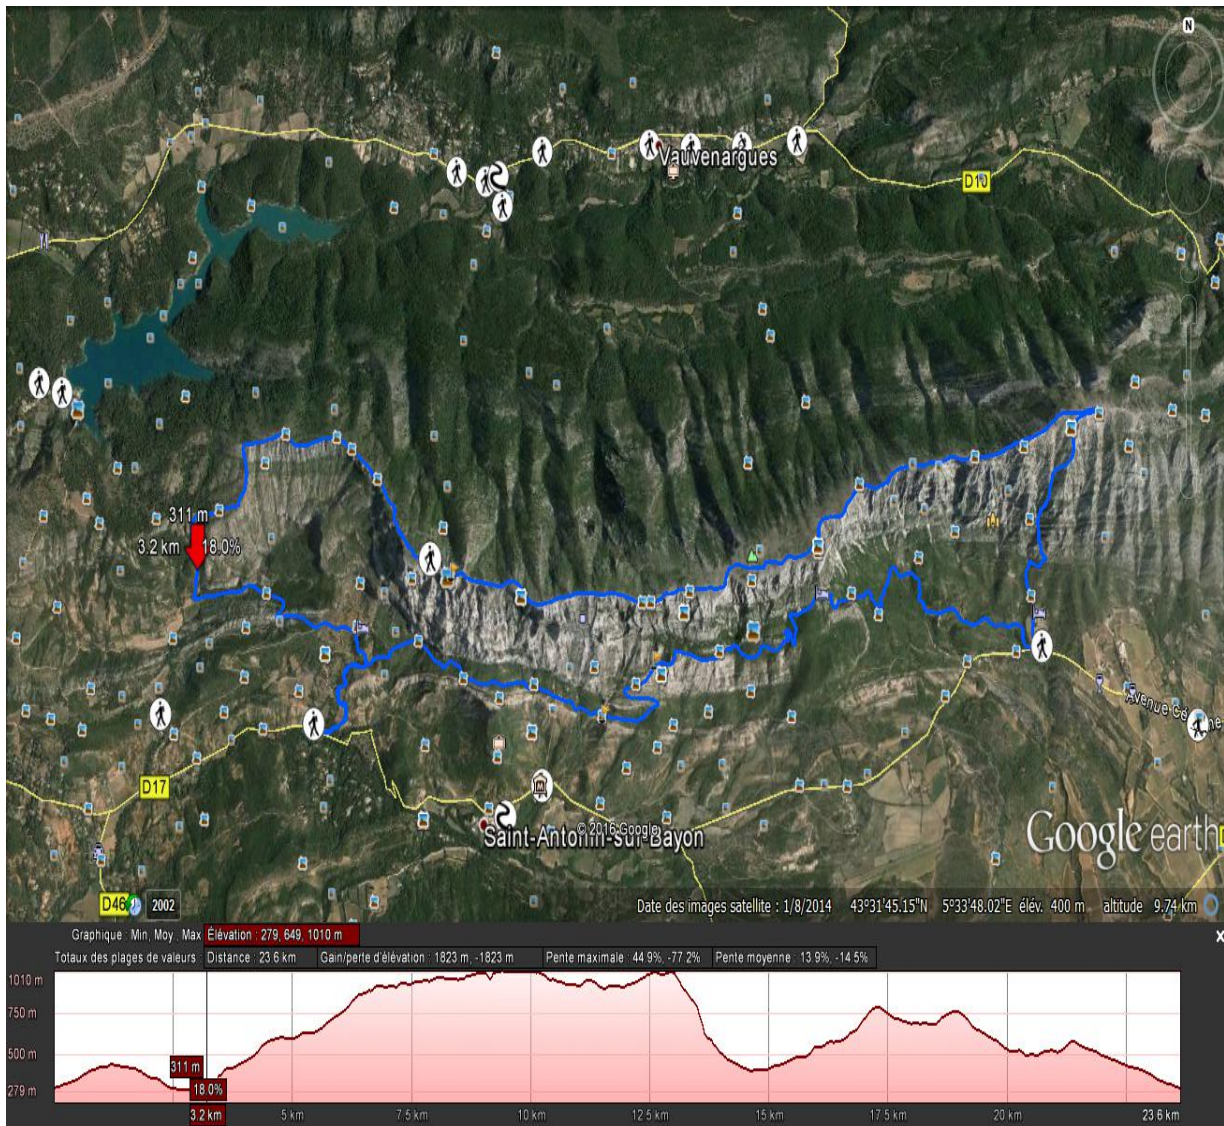 N
Vauvenargues
D10
311 m
3.2 km 18.0%
Avenue Cé
D17
© 2016 Google
Saint-Antonin-sur-Bayon
Google earth
D46
2002
Date des images satellite : 1/8/2014 43°31'45.15"N 5°33'48.02"E élév. 400 m altitude 9.74 km
Graphique : Min, Moy., Max Élévation : 279, 649, 1010 m
x
Totaux des plages de valeurs : Distance : 23.6 km Gain/perte d'élévation : 1823 m, -1823 m Pente maximale : 44.9%, -77.2% Pente moyenne : 13.9%, -14.5%
1010 m
750 m
500 m
311 m
279 m
18.0%
3.2 km 5 km 7.5 km 10 km 12.5 km 15 km 17.5 km 20 km 23.6 km